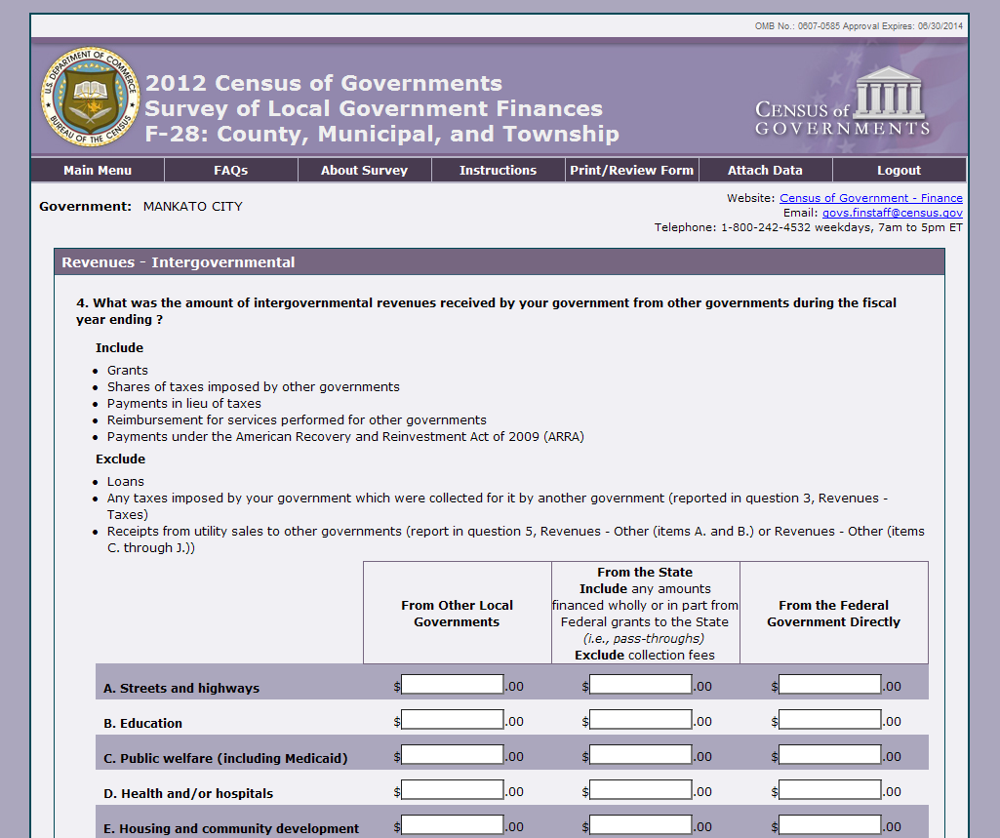 OMB No.: 0607-0585 Approval Expires: 06/30/2014
U.S. DEPARTMENT OF COMMERCE
BUREAU OF THE CENSUS
2012 Census of Governments
Survey of Local Government Finances
F-28: County, Municipal, and Township
CENSUS of
GOVERNMENTS
Main Menu FAQs About Survey Instructions Print/Review Form Attach Data Logout
Government: MANKATO CITY
Website: Census of Government - Finance
Email: govs.finstaff@census.gov
Telephone: 1-800-242-4532 weekdays, 7am to 5pm ET
Revenues - Intergovernmental
4. What was the amount of intergovernmental revenues received by your government from other governments during the fiscal
year ending ?
Include
• Grants
• Shares of taxes imposed by other governments
• Payments in lieu of taxes
• Reimbursement for services performed for other governments
• Payments under the American Recovery and Reinvestment Act of 2009 (ARRA)
Exclude
• Loans
• Any taxes imposed by your government which were collected for it by another government (reported in question 3, Revenues -
Taxes)
• Receipts from utility sales to other governments (report in question 5, Revenues - Other (items A. and B.) or Revenues - Other (items
C. through J.))
From Other Local
Governments
From the State
Include any amounts
financed wholly or in part from
Federal grants to the State
(i.e., pass-throughs)
Exclude collection fees
From the Federal
Government Directly
A. Streets and highways $ .00 $ .00 $ .00
B. Education $ .00 $ .00 $ .00
C. Public welfare (including Medicaid) $ .00 $ .00 $ .00
D. Health and/or hospitals $ .00 $ .00 $ .00
E. Housing and community development $ .00 $ .00 $ .00